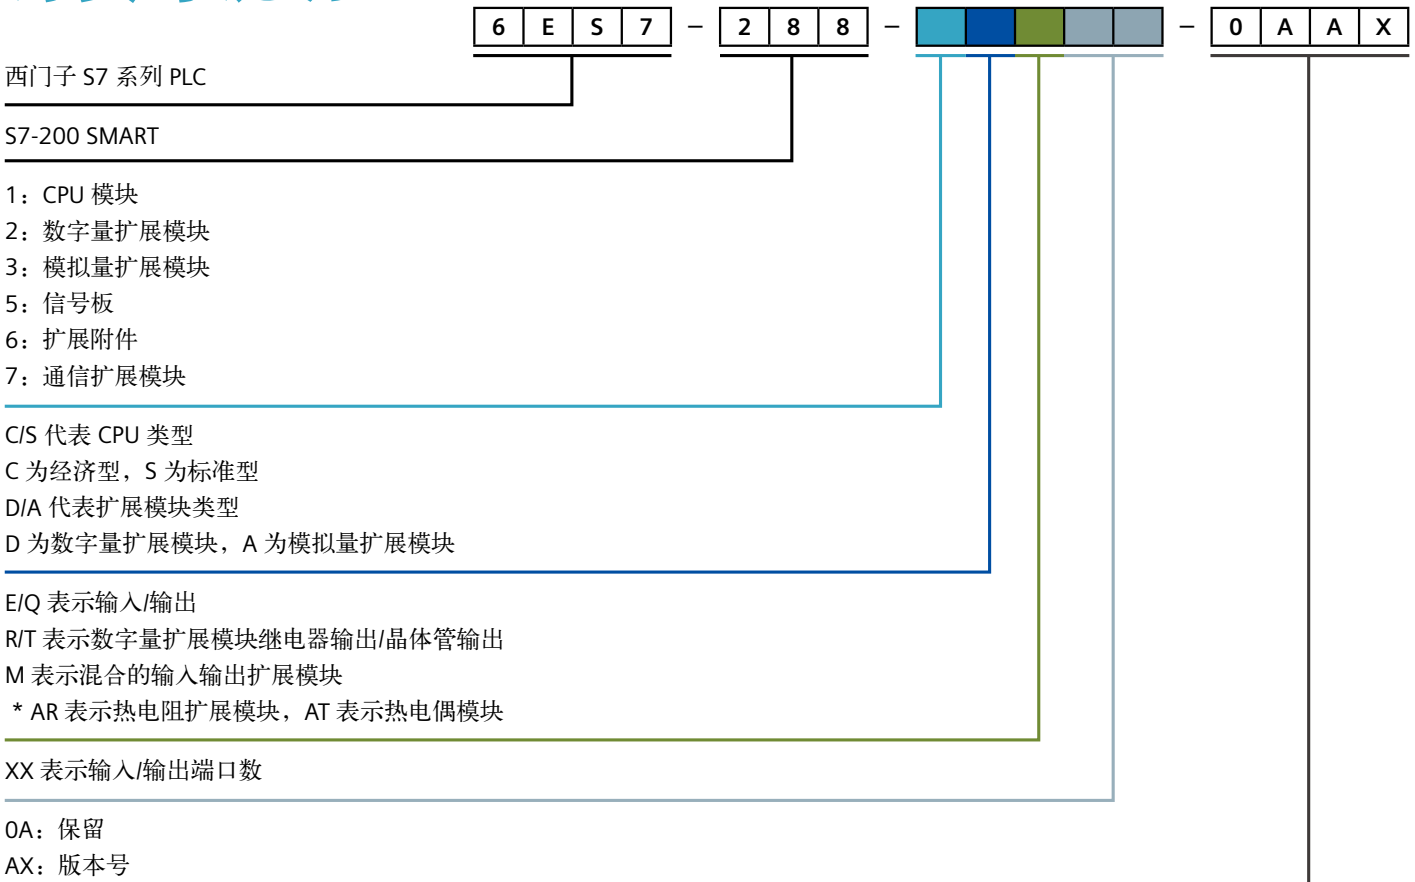 6ES7 – 288 –  – 0AAX
西门子 S7 系列 PLC
S7-200 SMART
1：CPU 模块
2：数字量扩展模块
3：模拟量扩展模块
5：信号板
6：扩展附件
7：通信扩展模块
C/S 代表 CPU 类型
C 为经济型，S 为标准型
D/A 代表扩展模块类型
D 为数字量扩展模块，A 为模拟量扩展模块
E/Q 表示输入/输出
R/T 表示数字量扩展模块继电器输出/晶体管输出
M 表示混合的输入输出扩展模块
* AR 表示热电阻扩展模块，AT 表示热电偶模块
XX 表示输入/输出端口数
0A：保留
AX：版本号